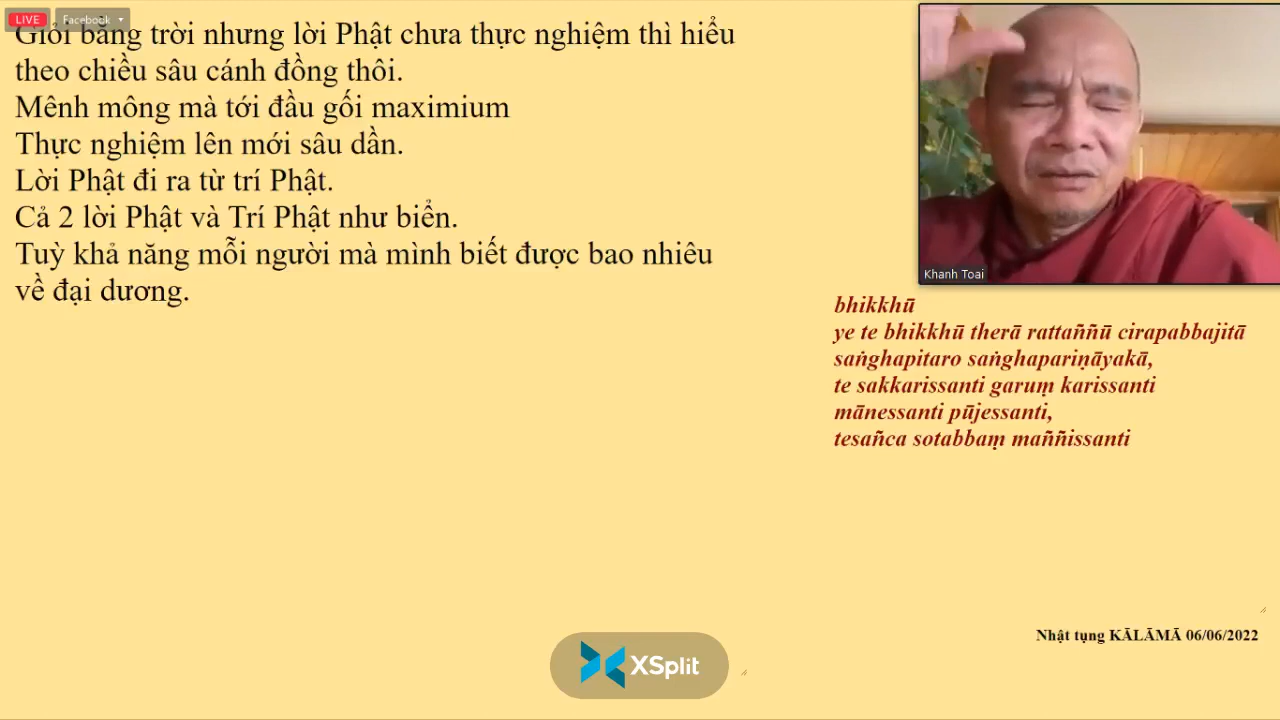 LIVE Facebook
Giỏi bằng trời nhưng lời Phật chưa thực nghiệm thì hiểu
theo chiều sâu cánh đồng thôi.
Mênh mông mà tới đầu gối maximium
Thực nghiệm lên mới sâu dần.
Lời Phật đi ra từ trí Phật.
Cả 2 lời Phật và Trí Phật như biển.
Tuỳ khả năng mỗi người mà mình biết được bao nhiêu
về đại dương.
Khanh Toai
bhikkhū
ye te bhikkhū therā rattaññū cirapabbajitā
saṅghapitaro saṅghapariṇāyakā,
te sakkarissanti garuṃ karissanti
mānessanti pūjessanti,
tesañca sotabbaṃ maññissanti
Nhật tụng KĀLĀMĀ 06/06/2022
XSplit